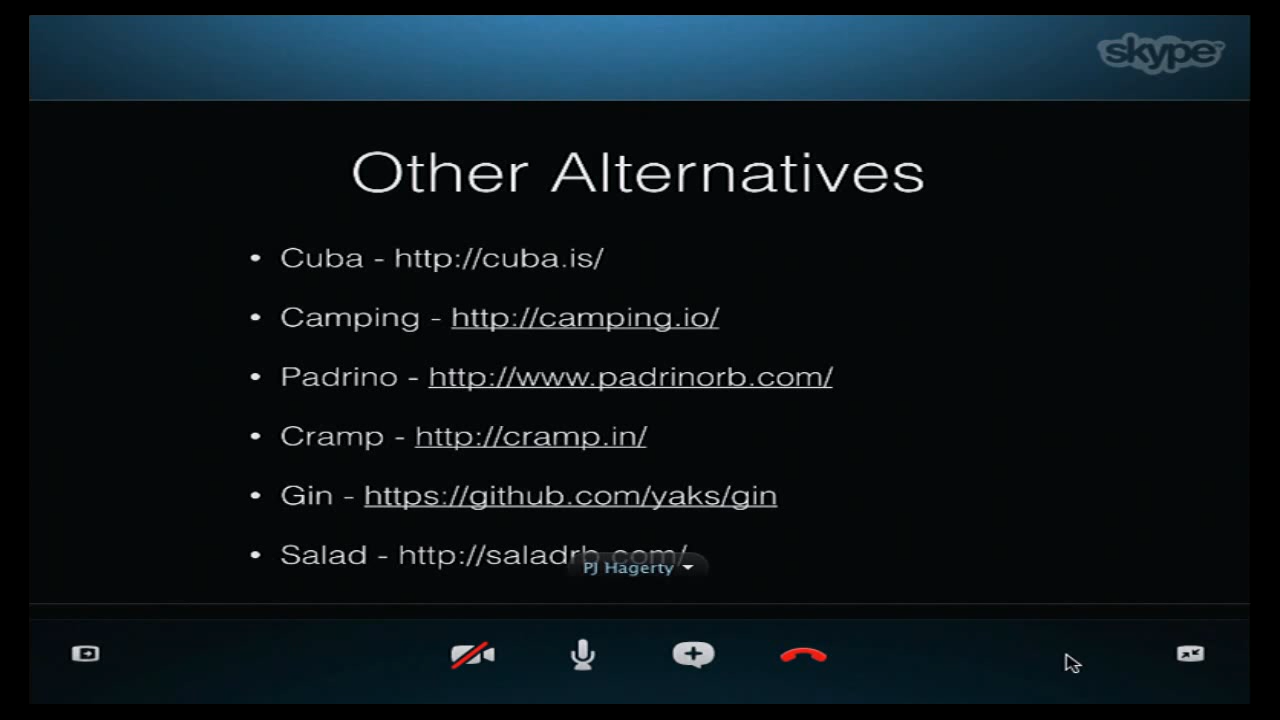 skype
Other Alternatives
• Cuba - http://cuba.is/
• Camping - http://camping.io/
• Padrino - http://www.padrinorb.com/
• Cramp - http://cramp.in/
• Gin - https://github.com/yaks/gin
• Salad - http://saladrb.com/
PJ Hagerty